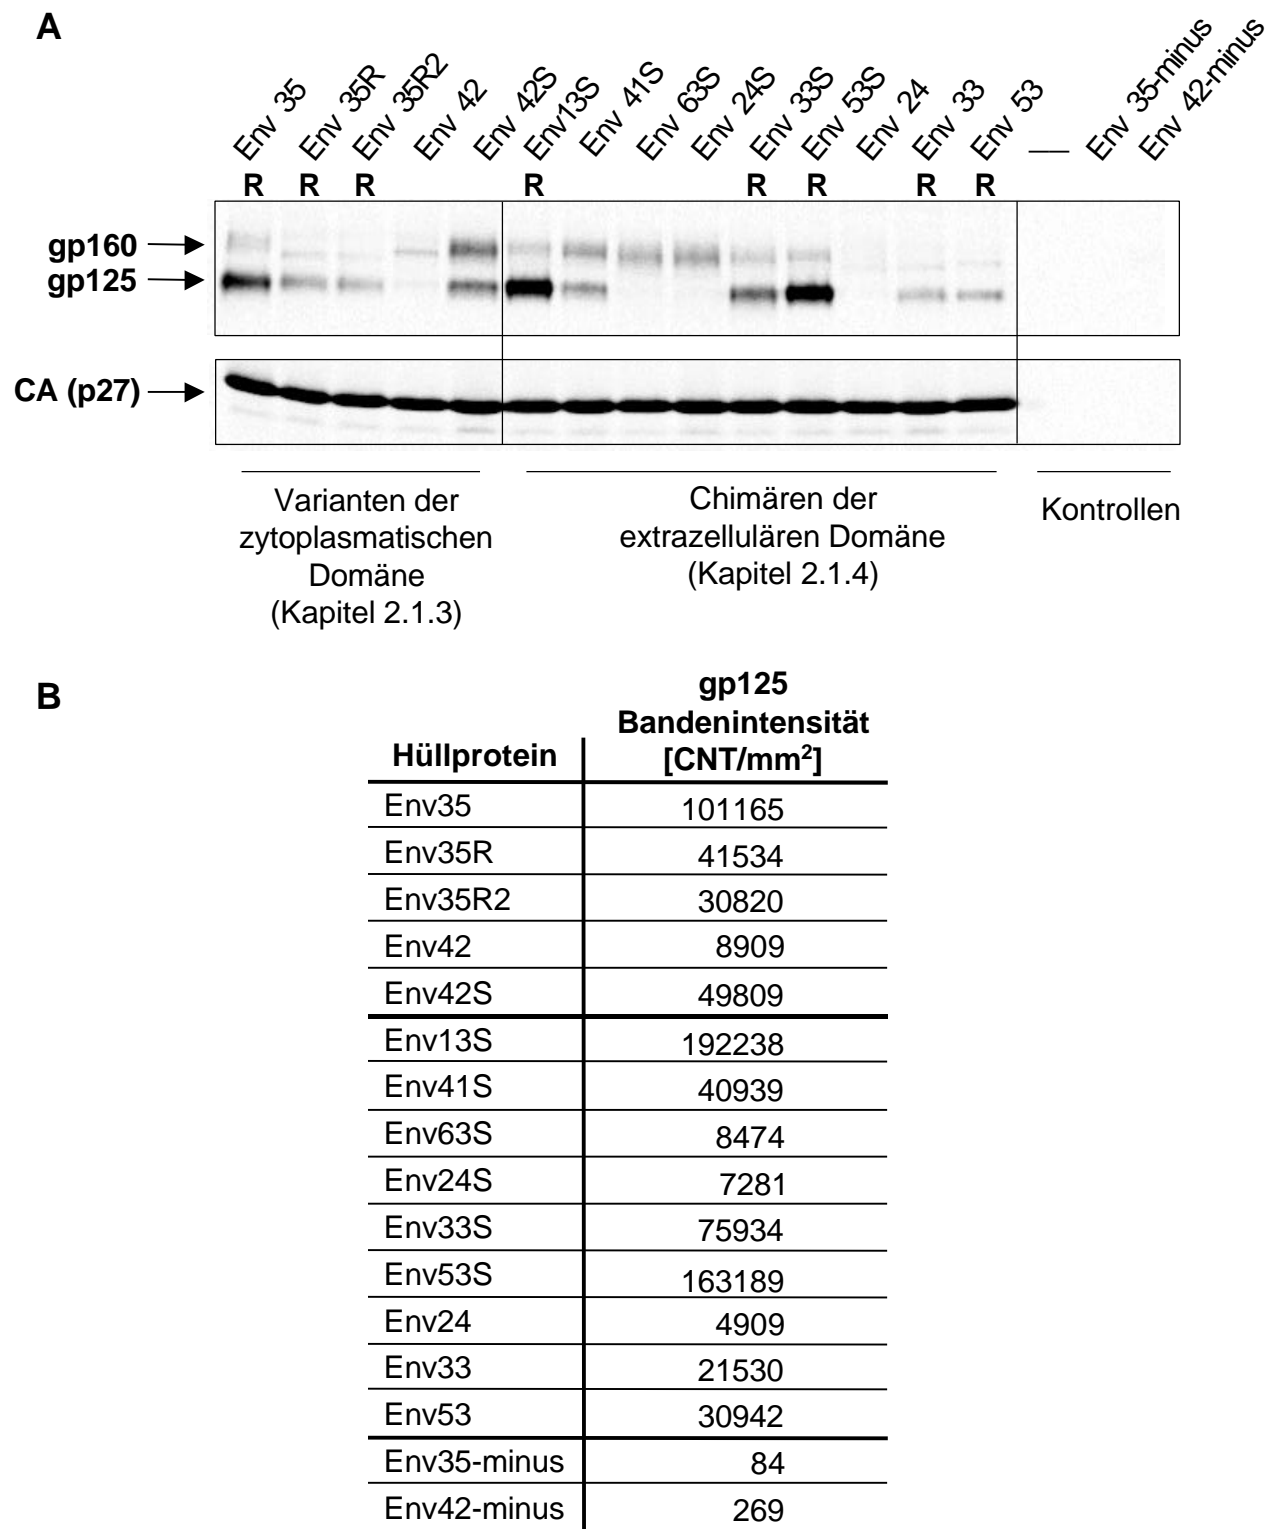 A
Env 35
Env 35R
Env 35R2
Env 42
Env 42S
Env13S
Env 41S
Env 63S
Env 24S
Env 33S
Env 53S
Env 24
Env 33
Env 53
—
Env 35-minus
Env 42-minus
R R R R R R R R
gp160
gp125
CA (p27)
Varianten der
zytoplasmatischen
Domäne
(Kapitel 2.1.3)
Chimären der
extrazellulären Domäne
(Kapitel 2.1.4)
Kontrollen
B
Hüllprotein
gp125
Bandenintensität
[CNT/mm²]
Env35 101165
Env35R 41534
Env35R2 30820
Env42 8909
Env42S 49809
Env13S 192238
Env41S 40939
Env63S 8474
Env24S 7281
Env33S 75934
Env53S 163189
Env24 4909
Env33 21530
Env53 30942
Env35-minus 84
Env42-minus 269